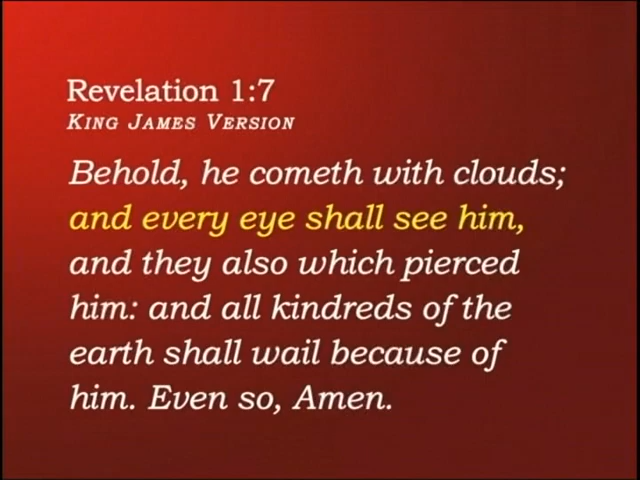 Revelation 1:7
King James Version
Behold, he cometh with clouds;
and every eye shall see him,
and they also which pierced
him: and all kindreds of the
earth shall wail because of
him. Even so, Amen.